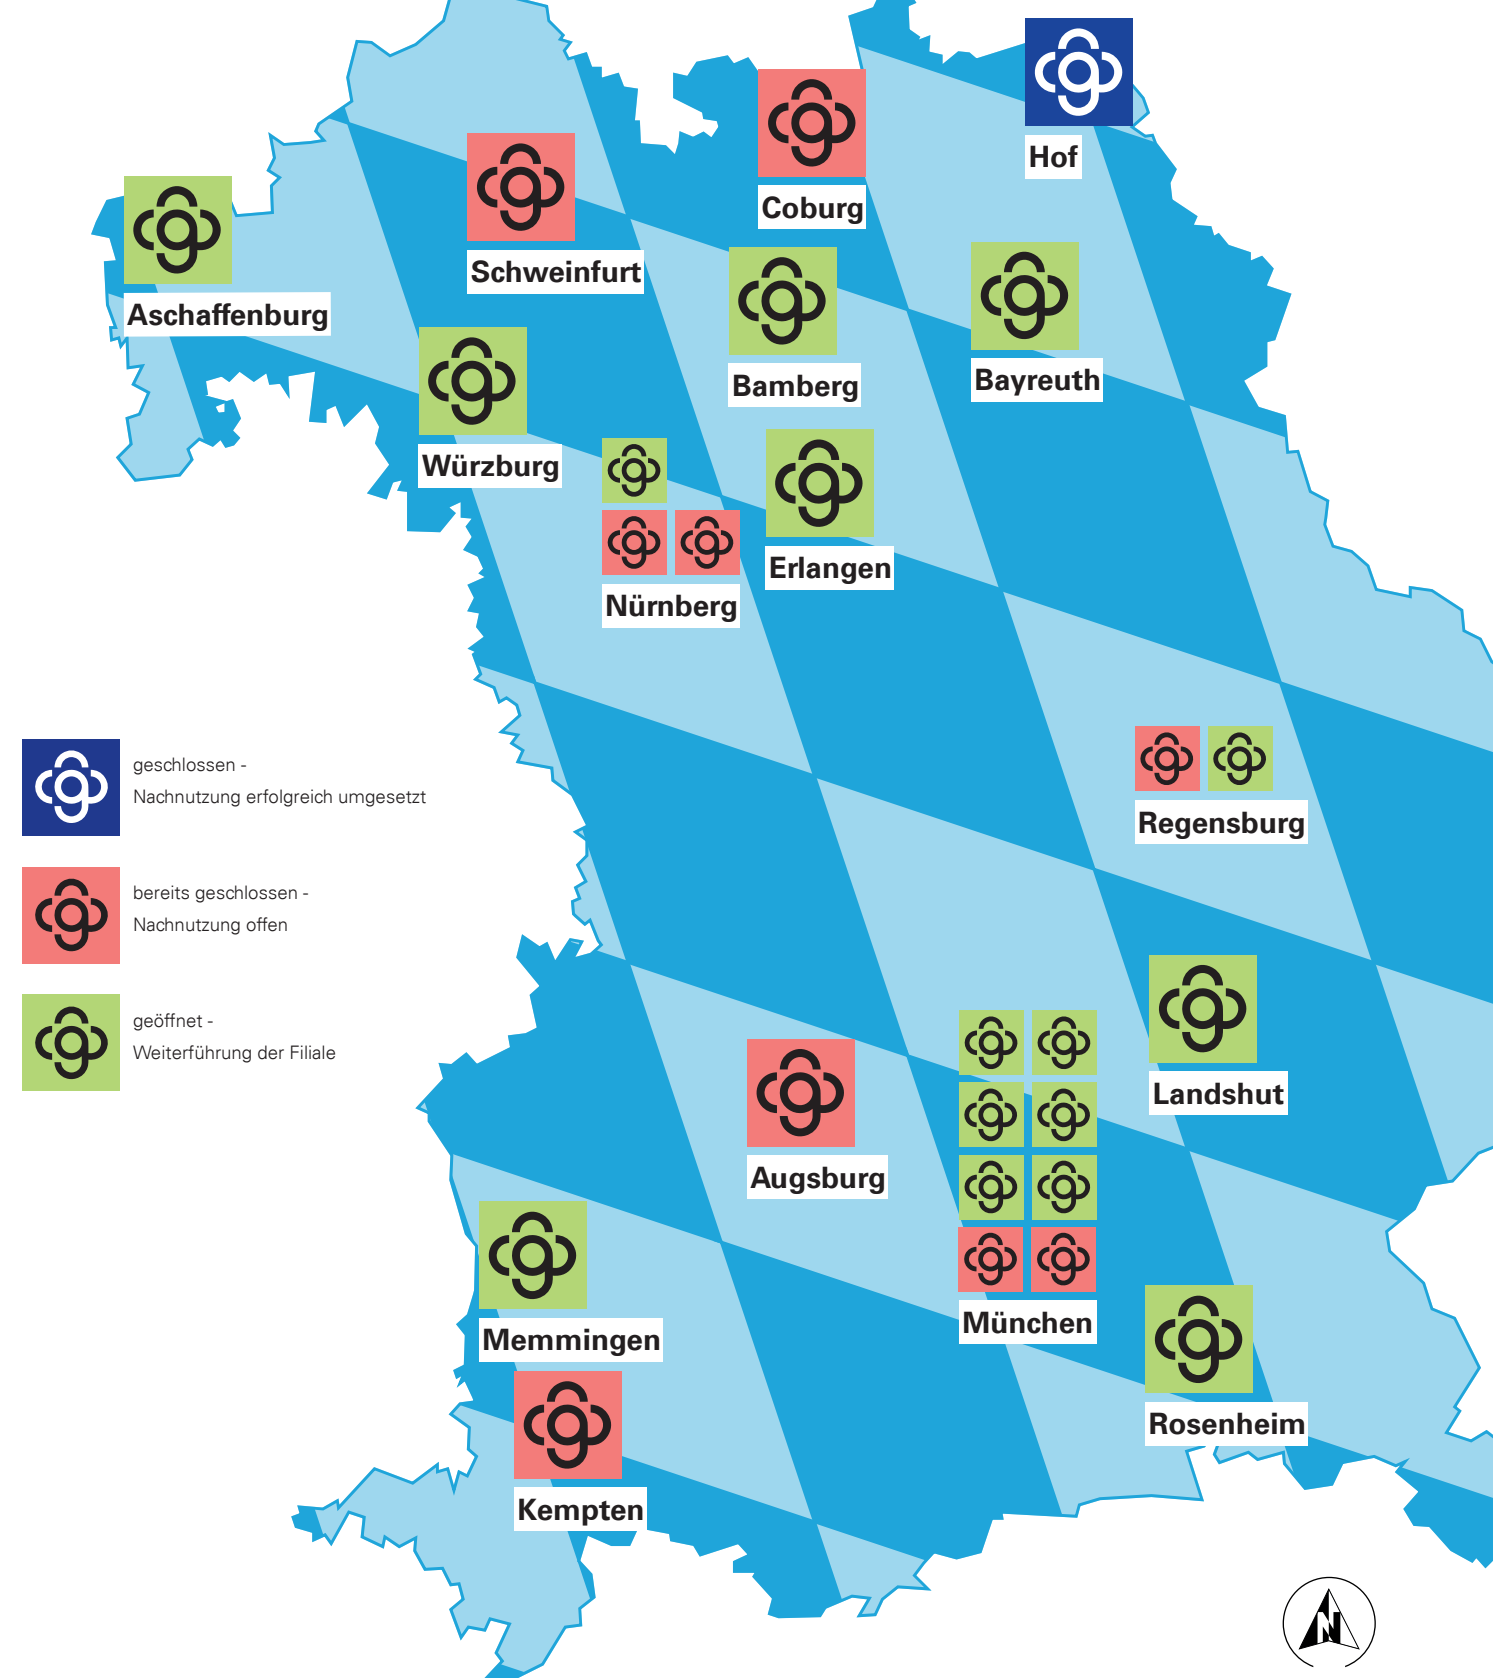 Hof
Coburg
Schweinfurt
Aschaffenburg
Bamberg
Bayreuth
Würzburg
Erlangen
Nürnberg
geschlossen -
Nachnutzung erfolgreich umgesetzt
Regensburg
bereits geschlossen -
Nachnutzung offen
geöffnet -
Weiterführung der Filiale
Landshut
Augsburg
München
Memmingen
Rosenheim
Kempten
N